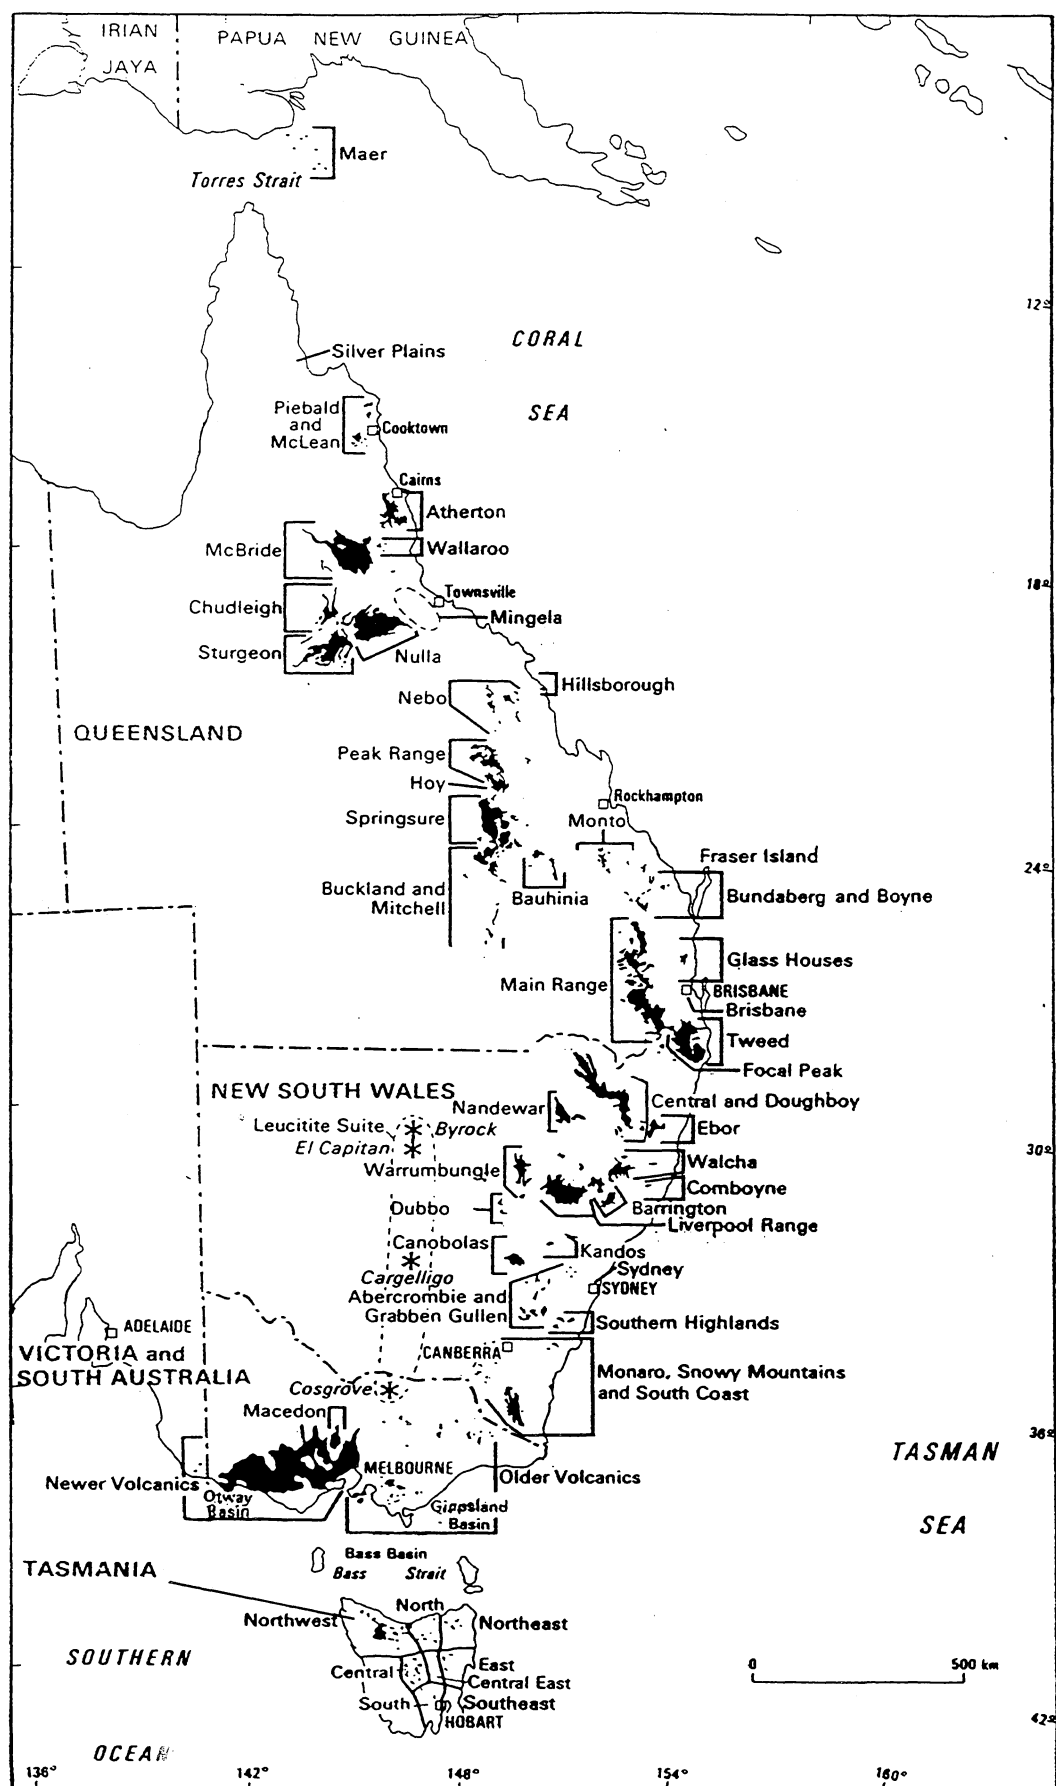 IRIAN
JAYA
PAPUA NEW GUINEA
Maer
Torres Strait
12°
CORAL
SEA
Silver Plains
Piebald
and
McLean
Cooktown
Cairns
Atherton
McBride
Wallaroo
18°
Townsville
Chudleigh
Mingela
Sturgeon
Nulla
Hillsborough
Nebo
QUEENSLAND
Peak Range
Hoy
Rockhampton
Springsure
Monto
Fraser Island
24°
Buckland and
Mitchell
Bauhinia
Bundaberg and Boyne
Glass Houses
Main Range
BRISBANE
Brisbane
Tweed
Focal Peak
NEW SOUTH WALES
Nandewar
Central and Doughboy
Leucitite Suite
Byrock
Ebor
El Capitan
30°
Warrumbungle
Walcha
Comboyne
Dubbo
Barrington
Liverpool Range
Canobolas
Kandos
Sydney
Cargelligo
SYDNEY
Abercrombie and
Grabben Gullen
Southern Highlands
ADELAIDE
VICTORIA and
SOUTH AUSTRALIA
CANBERRA
Monaro, Snowy Mountains
and South Coast
Cosgrove
Macedon
36°
TASMAN
SEA
MELBOURNE
Newer Volcanics
Older Volcanics
Otway
Basin
Gippsland
Basin
Bass Basin
Bass Strait
TASMANIA
North
Northwest
Northeast
SOUTHERN
OCEAN
Central
East
Central East
South
Southeast
HOBART
0 500 km
42°
136° 142° 148° 154° 160°